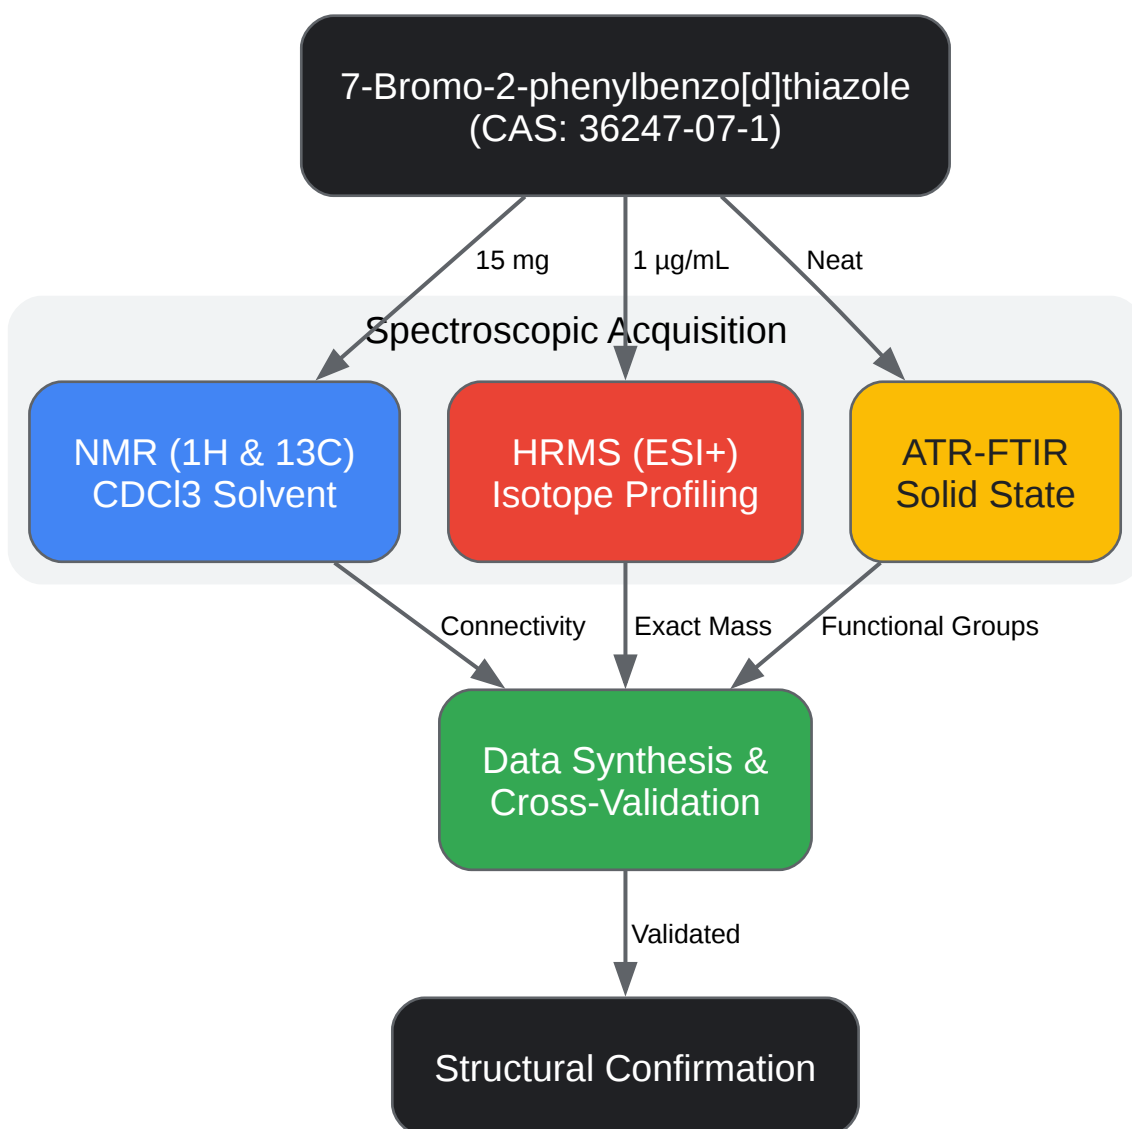 7-Bromo-2-phenylbenzo[d]thiazole
(CAS: 36247-07-1)
15 mg
1 µg/mL
Neat
Spectroscopic Acquisition
NMR (1H & 13C)
CDCl3 Solvent
HRMS (ESI+)
Isotope Profiling
ATR-FTIR
Solid State
Connectivity
Exact Mass
Functional Groups
Data Synthesis &
Cross-Validation
Validated
Structural Confirmation